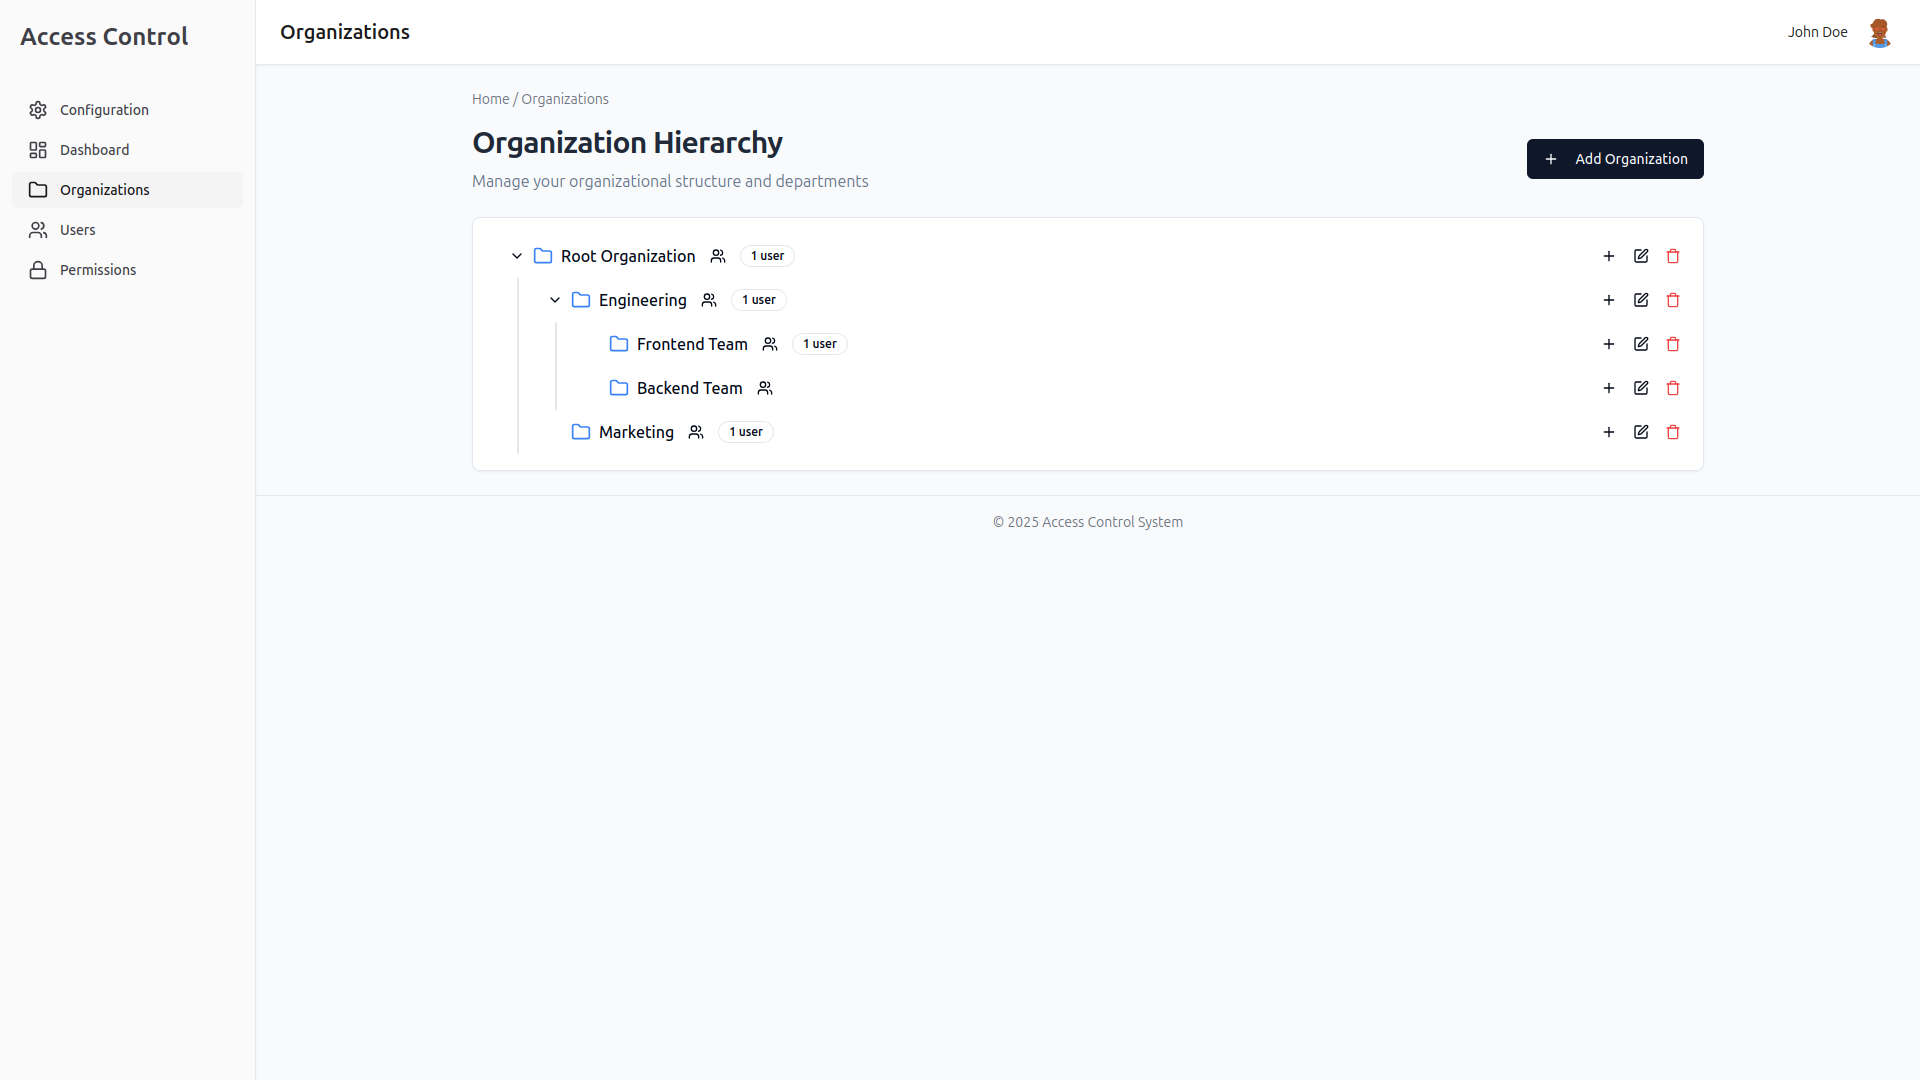 Access Control
Configuration
Dashboard
Organizations
Users
Permissions
Organizations
John Doe
Home / Organizations
Organization Hierarchy
Manage your organizational structure and departments
Add Organization
Root Organization 1 user
Engineering 1 user
Frontend Team 1 user
Backend Team
Marketing 1 user
© 2025 Access Control System